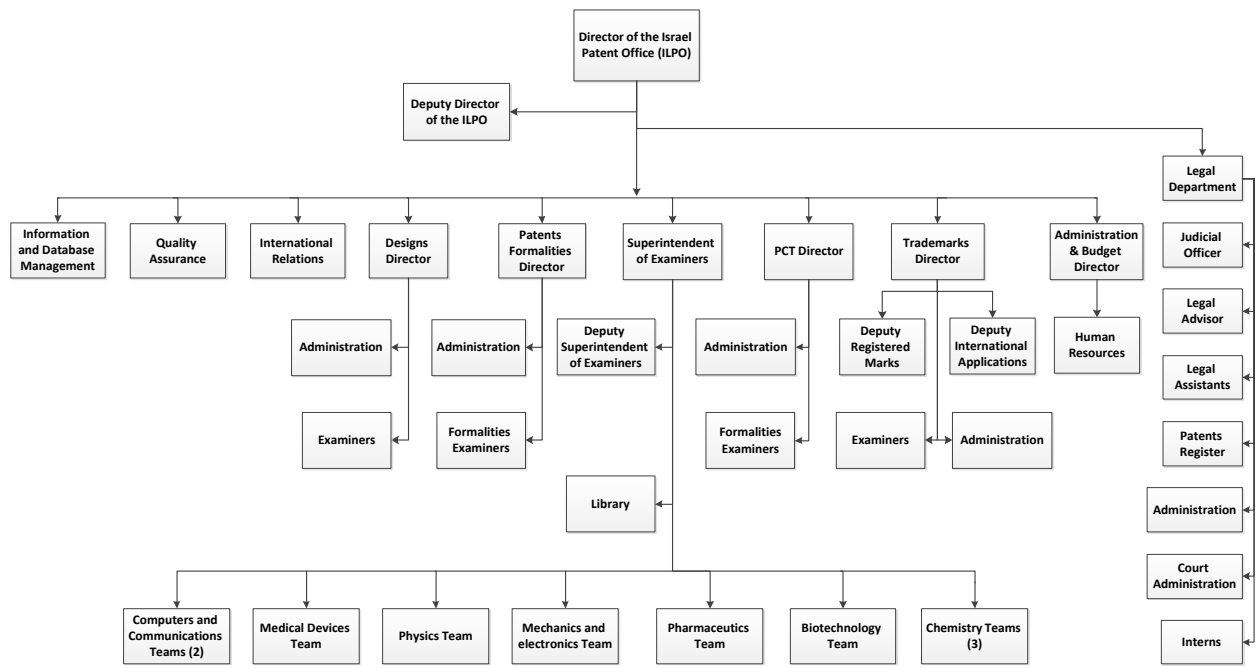 Director of the Israel
Patent Office (ILPO)
Deputy Director
of the ILPO
Legal
Department
Information
and Database
Management
Quality
Assurance
International
Relations
Designs
Director
Patents
Formalities
Director
Superintendent
of Examiners
PCT Director
Trademarks
Director
Administration
& Budget
Director
Judicial
Officer
Administration
Administration
Deputy
Superintendent
of Examiners
Administration
Deputy
Registered
Marks
Deputy
International
Applications
Human
Resources
Legal
Advisor
Legal
Assistants
Examiners
Formalities
Examiners
Formalities
Examiners
Examiners
Administration
Patents
Register
Library
Administration
Court
Administration
Computers and
Communications
Teams (2)
Medical Devices
Team
Physics Team
Mechanics and
electronics Team
Pharmaceutics
Team
Biotechnology
Team
Chemistry Teams
(3)
Interns